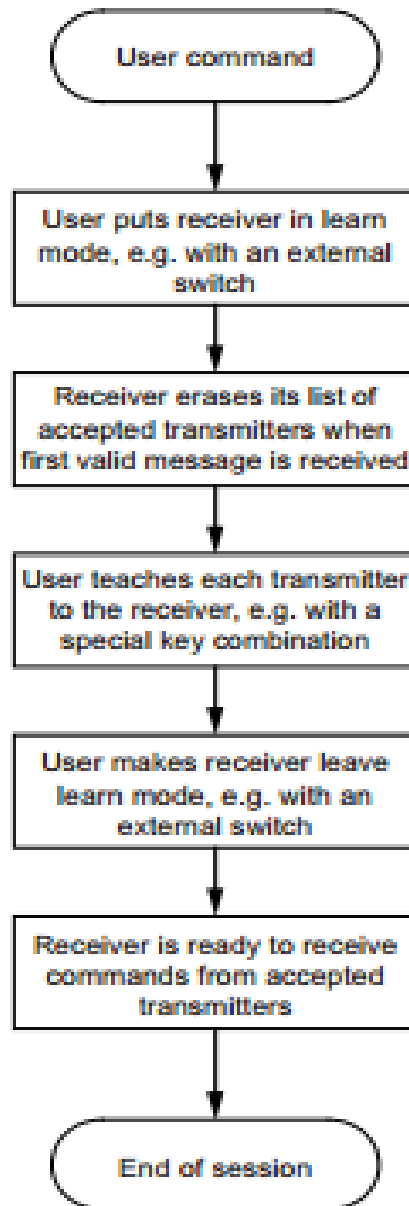 User command
User puts receiver in learn
mode, e.g. with an external
switch
Receiver erases its list of
accepted transmitters when
first valid message is received
User teaches each transmitter
to the receiver, e.g. with a
special key combination
User makes receiver leave
learn mode, e.g. with an
external switch
Receiver is ready to receive
commands from accepted
transmitters
End of session